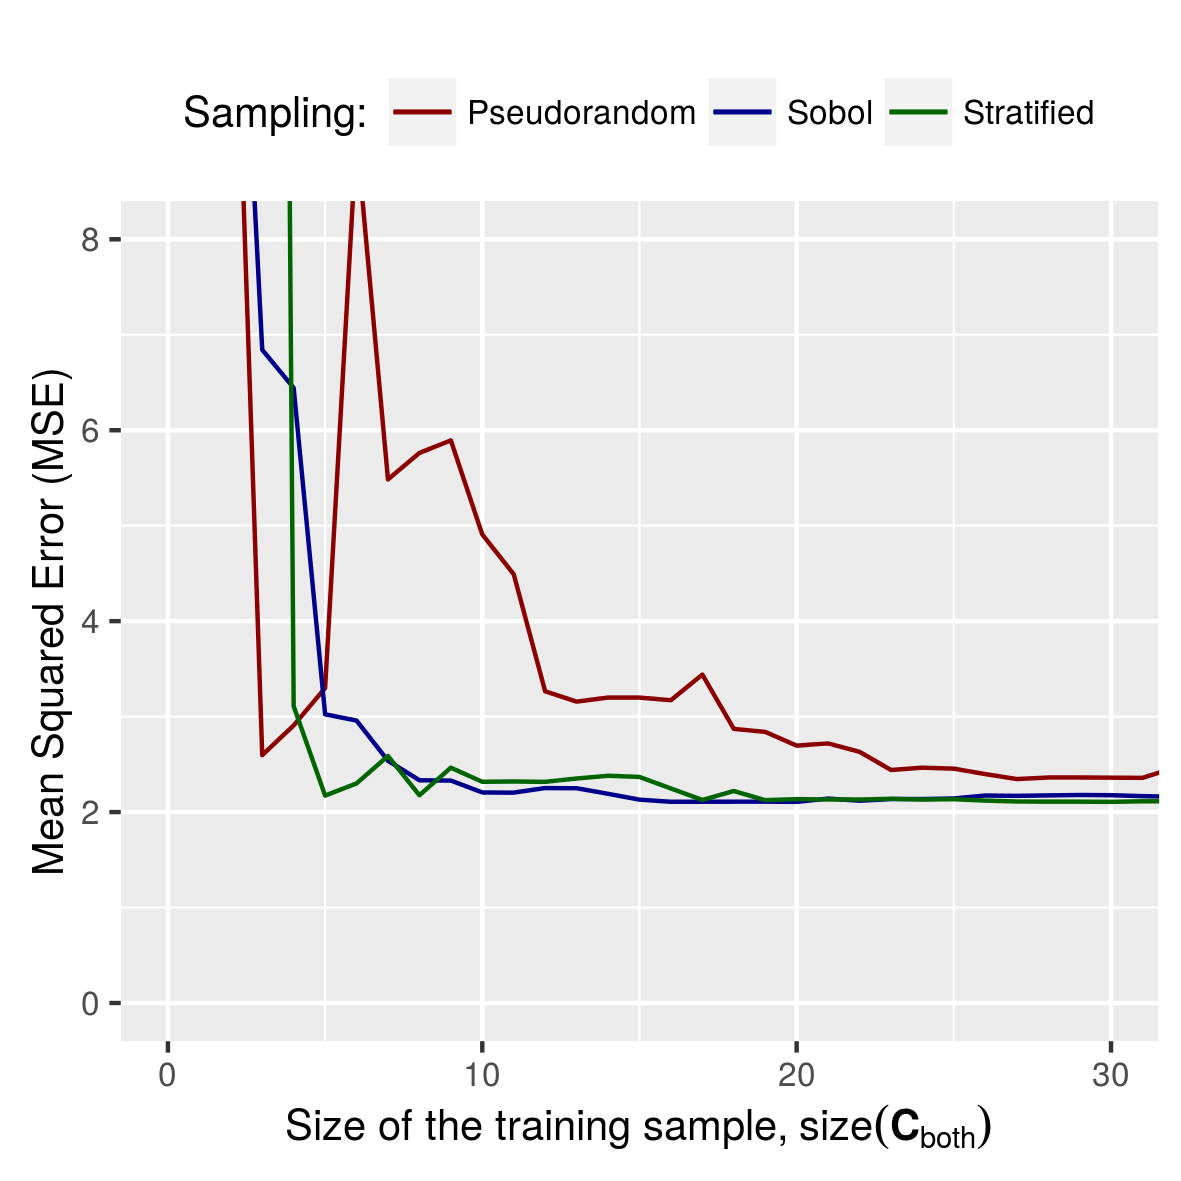 Sampling: Pseudorandom Sobol Stratified
Mean Squared Error (MSE)
8
6
4
2
0
0 10 20 30
Size of the training sample, size(C_both)